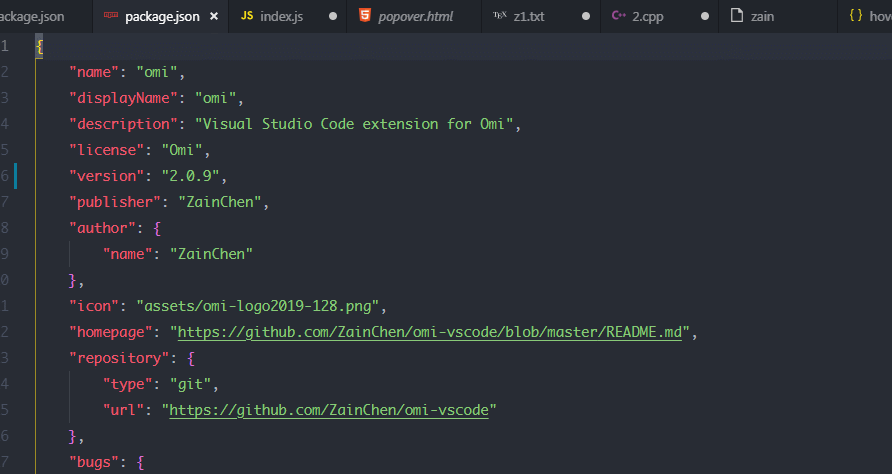 ackage.json package.json × JS index.js popover.html TEX z1.txt C++ 2.cpp zain { } hov
1 {
2 "name": "omi",
3 "displayName": "omi",
4 "description": "Visual Studio Code extension for Omi",
5 "license": "Omi",
6 "version": "2.0.9",
7 "publisher": "ZainChen",
8 "author": {
9 "name": "ZainChen"
0 },
1 "icon": "assets/omi-logo2019-128.png",
2 "homepage": "https://github.com/ZainChen/omi-vscode/blob/master/README.md",
3 "repository": {
4 "type": "git",
5 "url": "https://github.com/ZainChen/omi-vscode"
6 },
7 "bugs": {